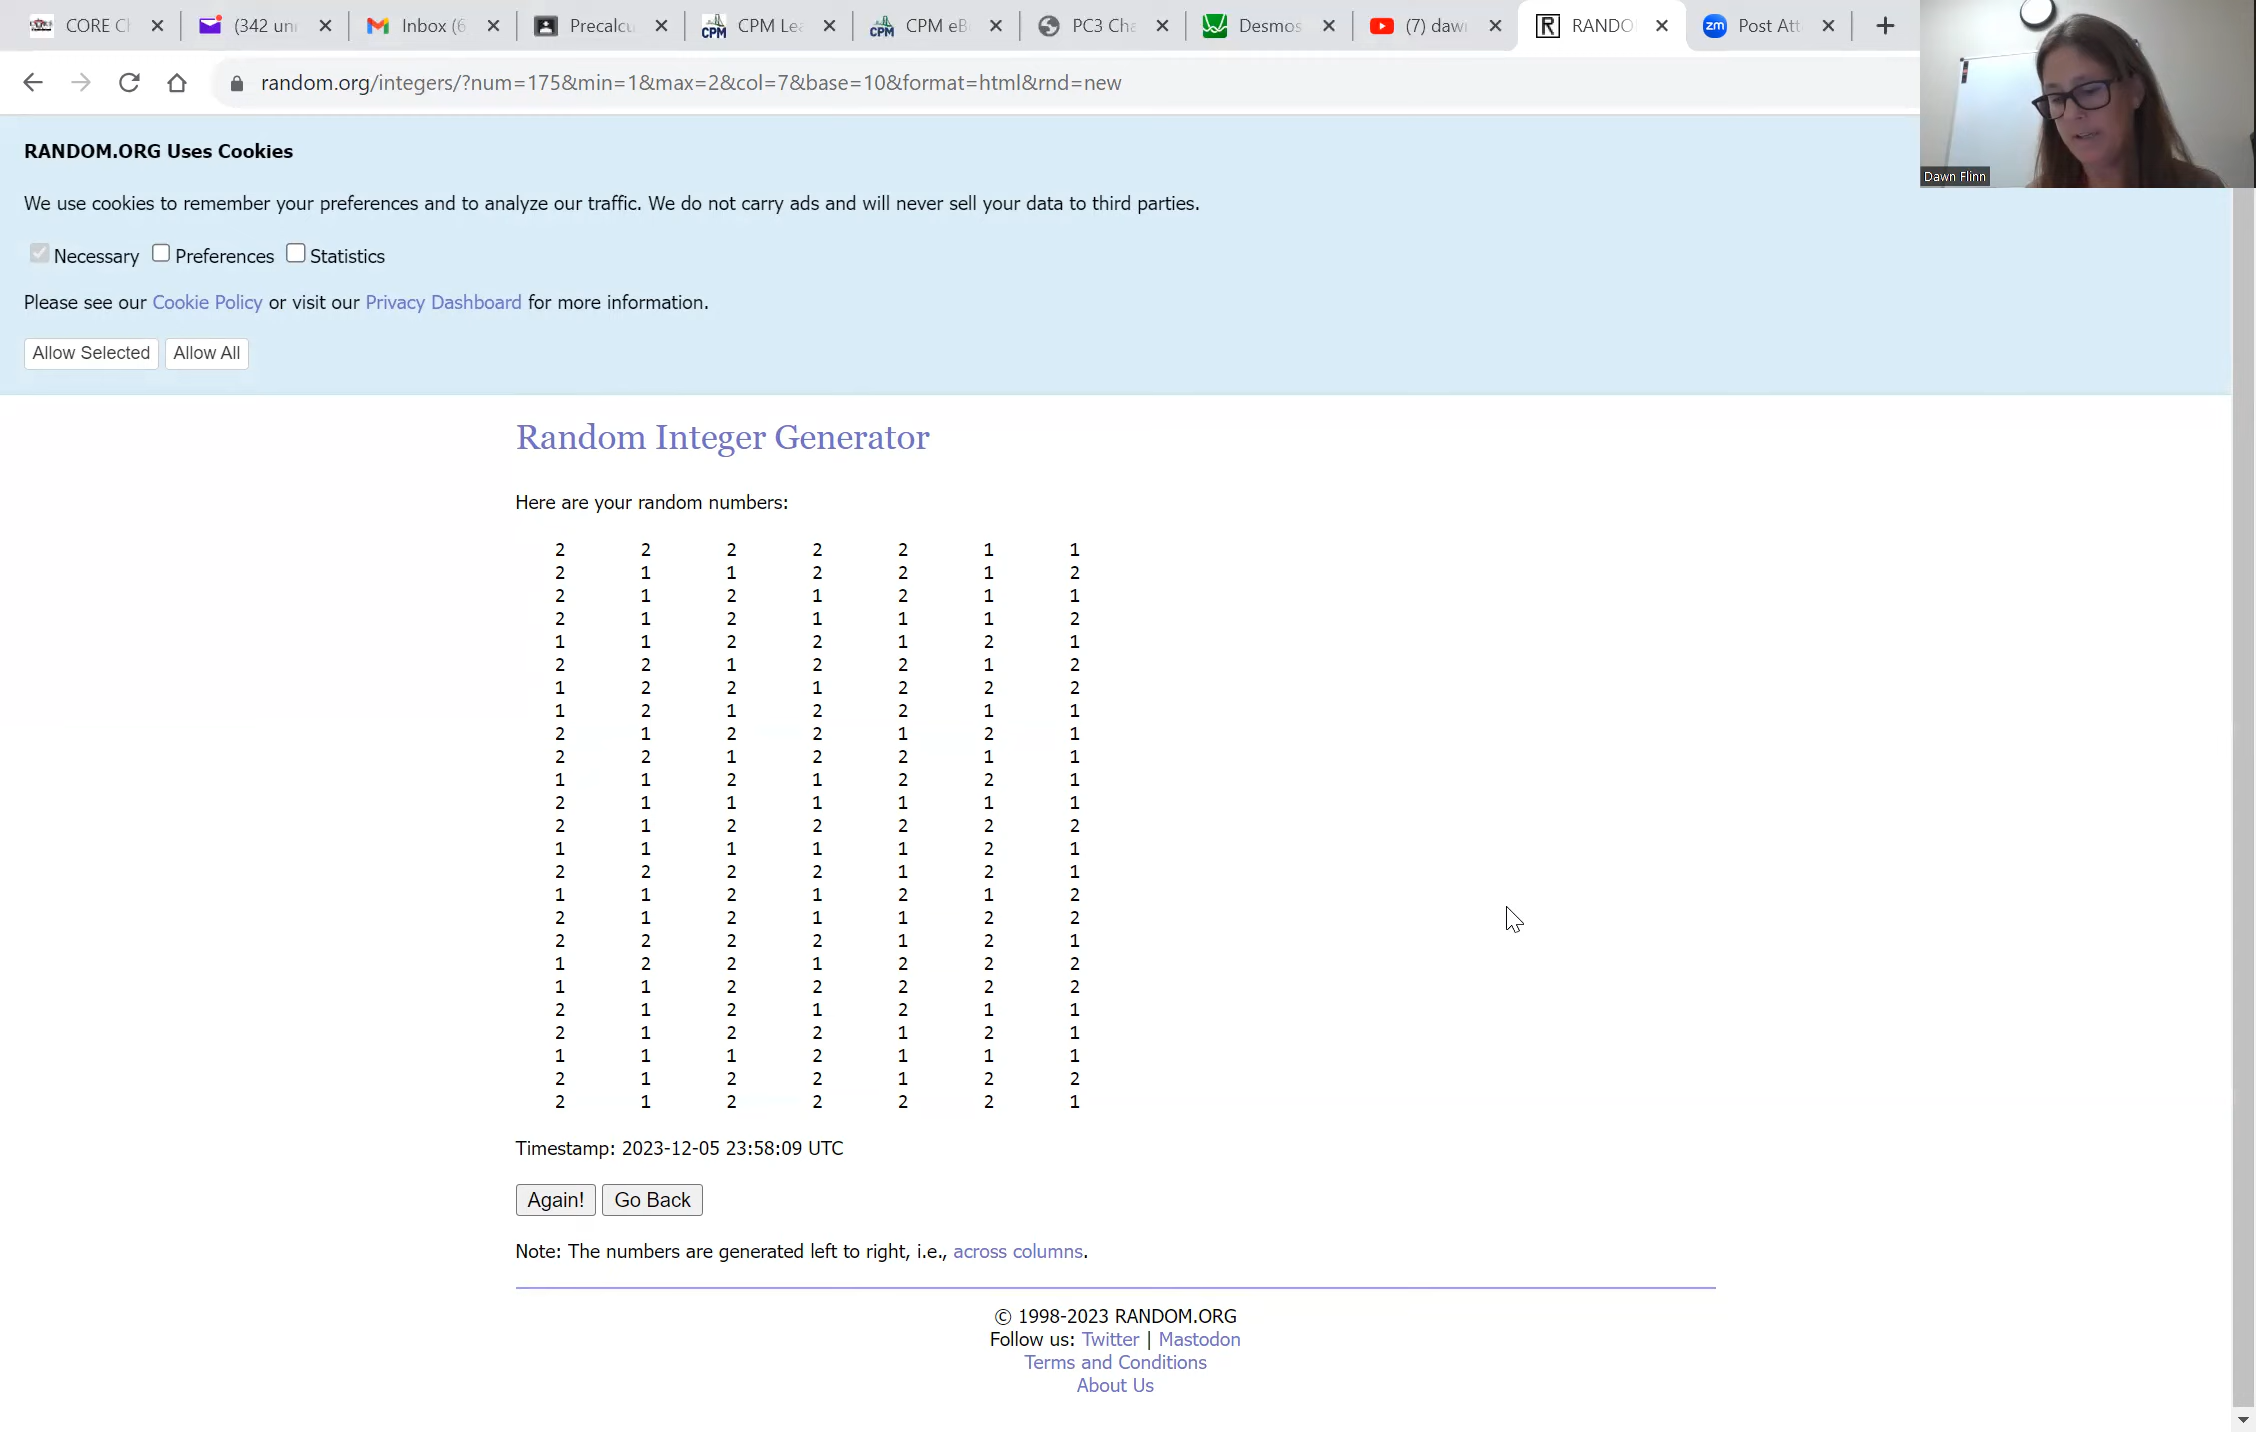 CORE C
(342 un
Inbox (6
Precalcu
CPM
CPM Lea
CPM
CPM eB
PC3 Cha
Desmos
(7) daw
R
RANDO
zm
Post Att
random.org/integers/?num=175&min=1&max=2&col=7&base=10&format=html&rnd=new
Dawn Flinn
RANDOM.ORG Uses Cookies
We use cookies to remember your preferences and to analyze our traffic. We do not carry ads and will never sell your data to third parties.
Necessary Preferences Statistics
Please see our Cookie Policy or visit our Privacy Dashboard for more information.
Allow Selected Allow All
Random Integer Generator
Here are your random numbers:
2 2 2 2 2 1 1
2 1 1 2 2 1 2
2 1 2 1 2 1 1
2 1 2 1 1 1 2
1 1 2 2 1 2 1
2 2 1 2 2 1 2
1 2 2 1 2 2 2
1 2 1 2 2 1 1
2 1 2 2 1 2 1
2 2 1 2 2 1 1
1 1 2 1 2 2 1
2 1 1 1 1 1 1
2 1 2 2 2 2 2
1 1 1 1 1 2 1
2 2 2 2 1 2 1
1 1 2 1 2 1 2
2 1 2 1 1 2 2
2 2 2 2 1 2 1
1 2 2 1 2 2 2
1 1 2 2 2 2 2
2 1 2 1 2 1 1
2 1 2 2 1 2 1
1 1 1 2 1 1 1
2 1 2 2 1 2 2
2 1 2 2 2 2 1
Timestamp: 2023-12-05 23:58:09 UTC
Again! Go Back
Note: The numbers are generated left to right, i.e., across columns.
© 1998-2023 RANDOM.ORG
Follow us: Twitter | Mastodon
Terms and Conditions
About Us